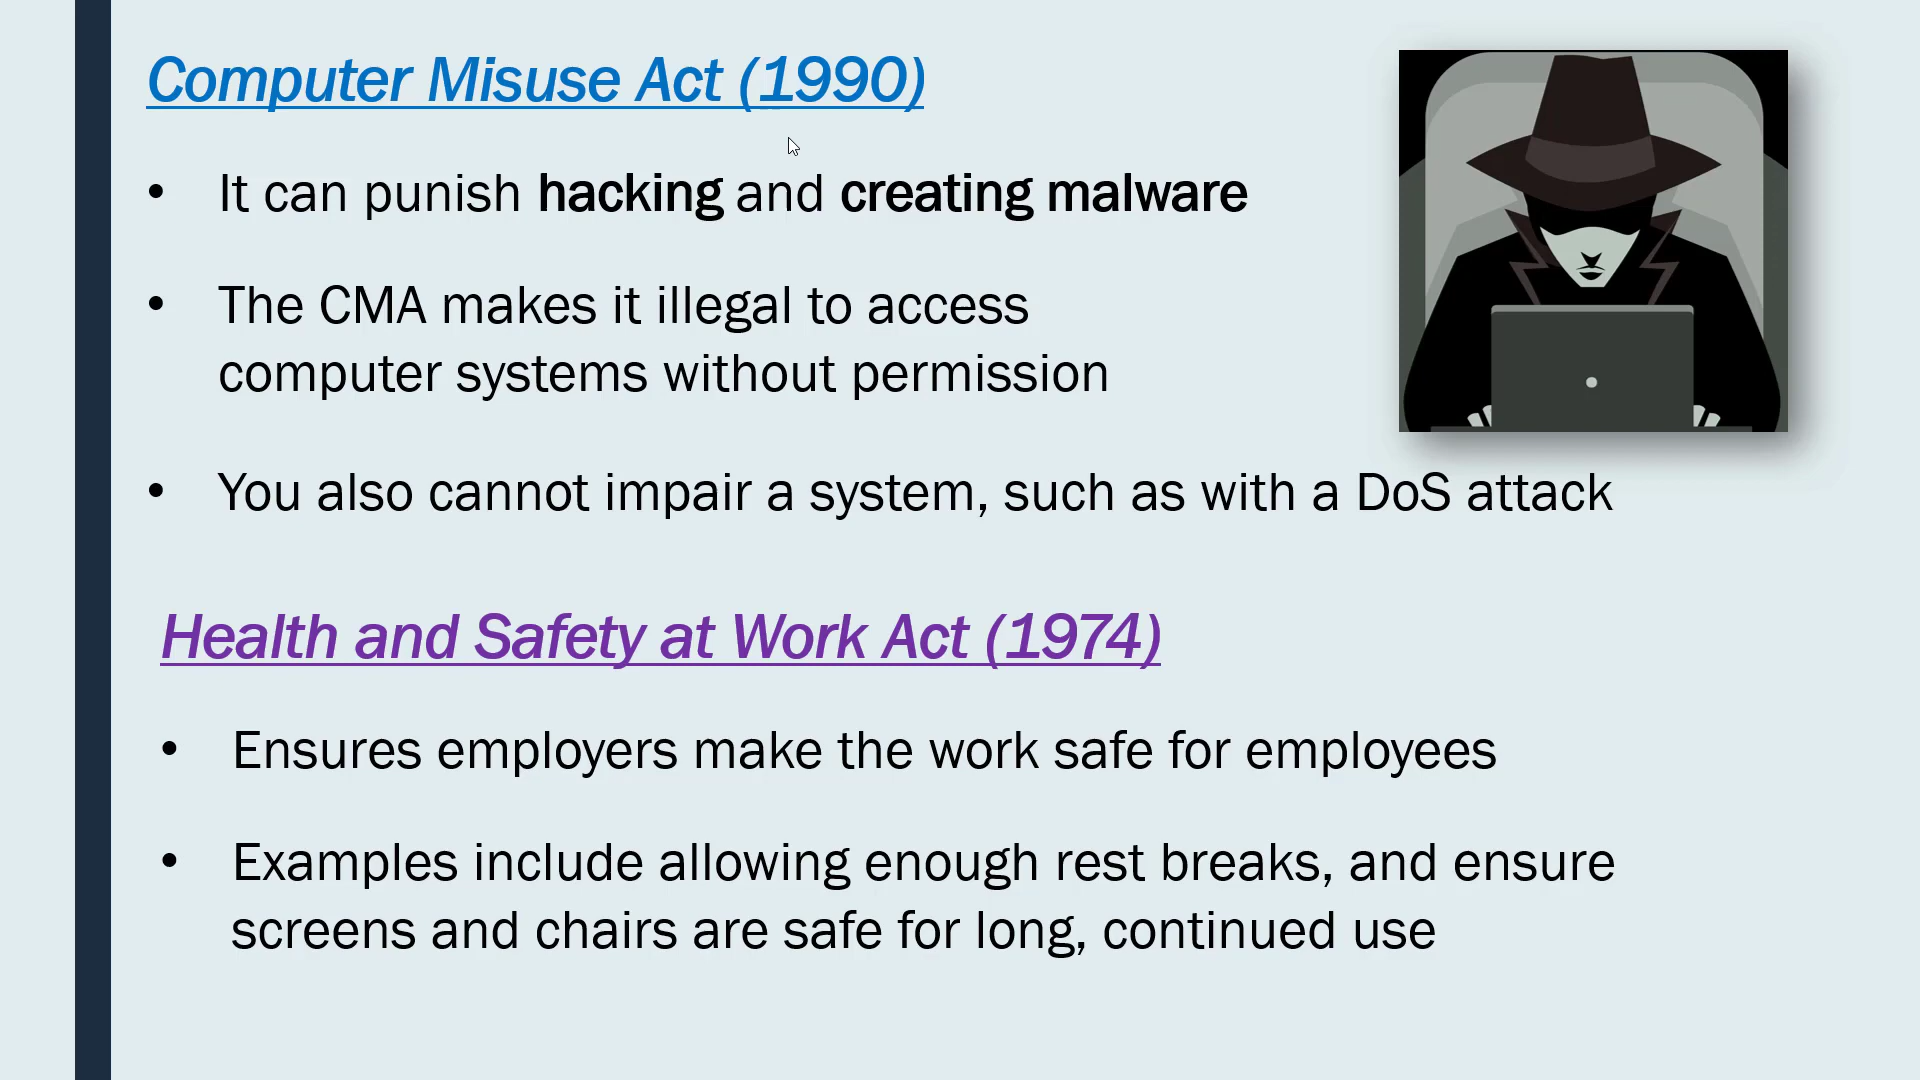 Computer Misuse Act (1990)
• It can punish hacking and creating malware
• The CMA makes it illegal to access
computer systems without permission
• You also cannot impair a system, such as with a DoS attack
Health and Safety at Work Act (1974)
• Ensures employers make the work safe for employees
• Examples include allowing enough rest breaks, and ensure
screens and chairs are safe for long, continued use